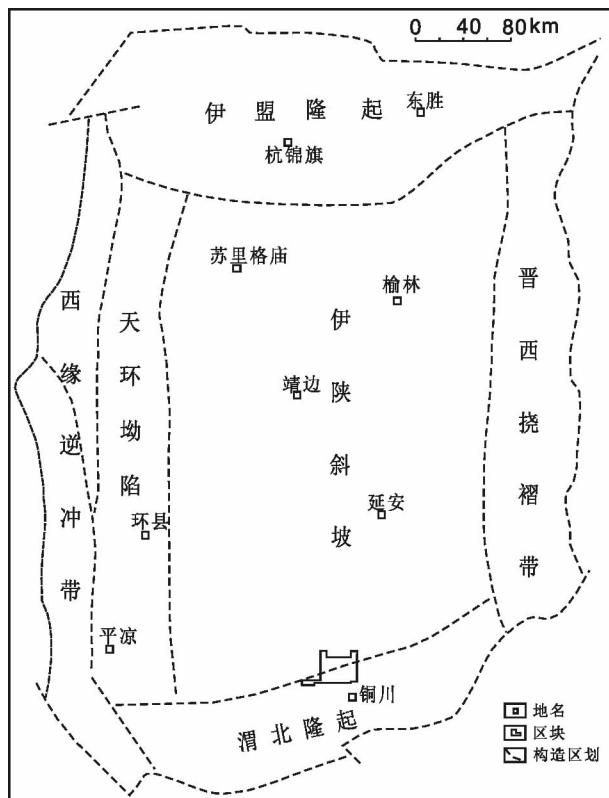 0 40 80km
伊盟隆起
东胜
杭锦旗
苏里格庙
榆林
西缘逆冲带
天环坳陷
伊陕斜坡
晋西挠褶带
靖边
延安
环县
平凉
铜川
渭北隆起
地名
区块
构造区划